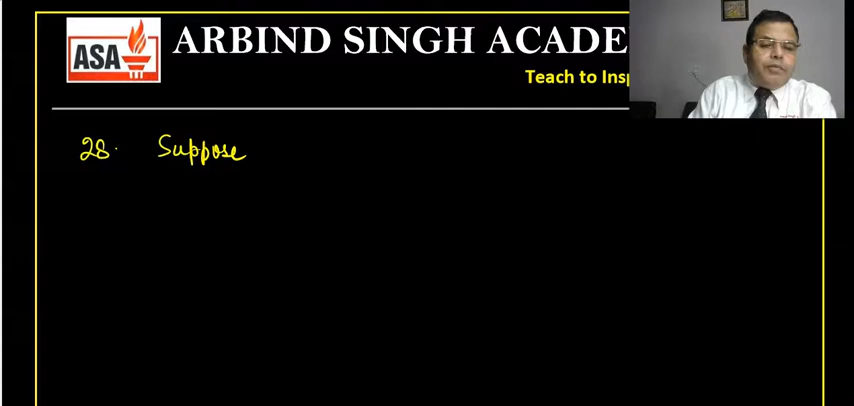 ASA
ARBIND SINGH ACADE
Teach to Insp
28. Suppose